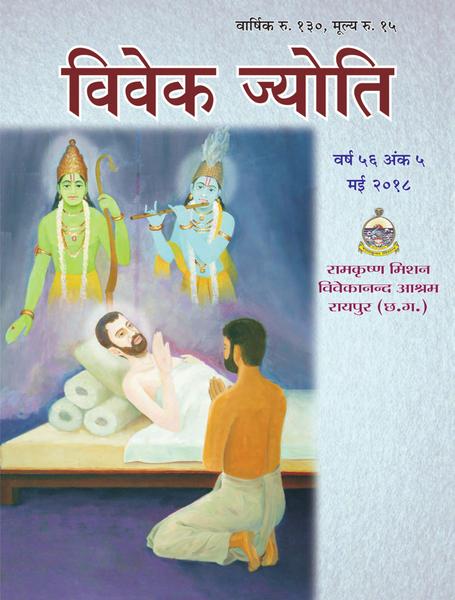 वार्षिक रु. १३०, मूल्य रु. १५
विवेक ज्योति
वर्ष ५६ अंक ५
मई २०१८
रामकृष्ण मिशन
विवेकानन्द आश्रम
रायपुर (छ.ग.)